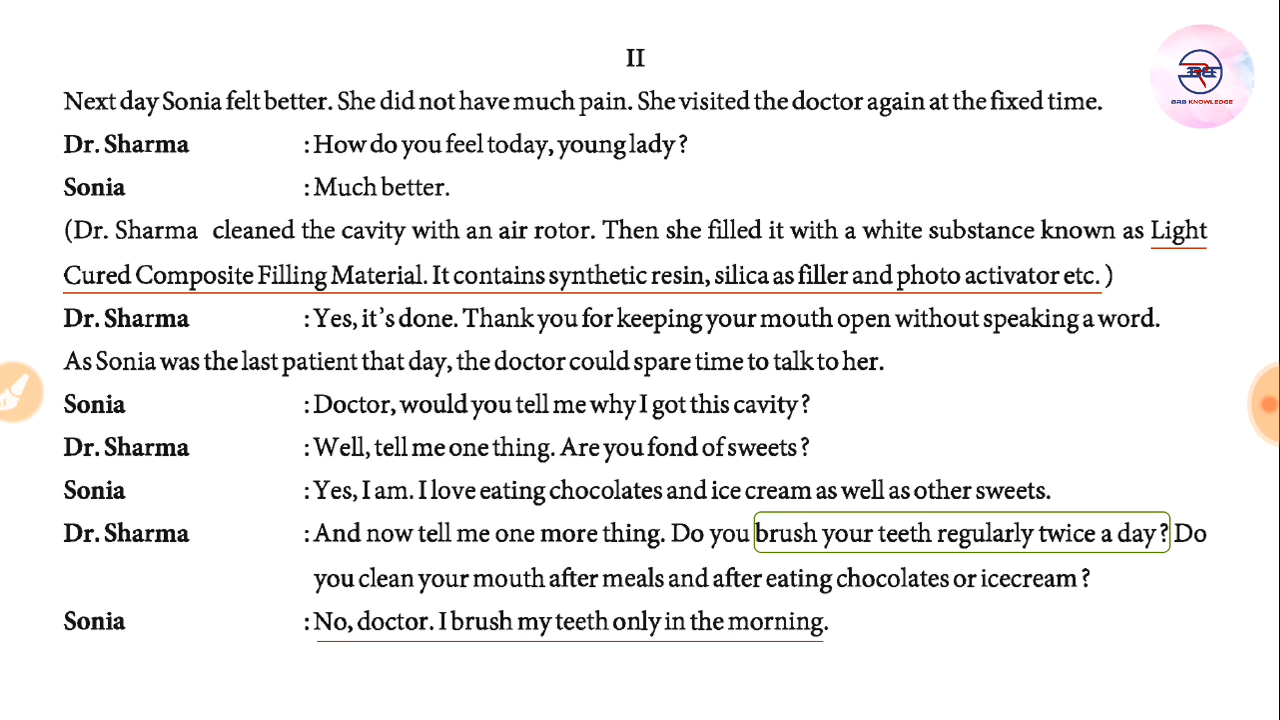 II
Next day Sonia felt better. She did not have much pain. She visited the doctor again at the fixed time.
BRB KNOWLEDGE
Dr. Sharma : How do you feel today, young lady?
Sonia : Much better.
(Dr. Sharma cleaned the cavity with an air rotor. Then she filled it with a white substance known as Light
Cured Composite Filling Material. It contains synthetic resin, silica as filler and photo activator etc. )
Dr. Sharma : Yes, it's done. Thank you for keeping your mouth open without speaking a word.
As Sonia was the last patient that day, the doctor could spare time to talk to her.
Sonia : Doctor, would you tell me why I got this cavity?
Dr. Sharma : Well, tell me one thing. Are you fond of sweets?
Sonia : Yes, I am. I love eating chocolates and ice cream as well as other sweets.
Dr. Sharma : And now tell me one more thing. Do you brush your teeth regularly twice a day? Do
you clean your mouth after meals and after eating chocolates or icecream?
Sonia : No, doctor. I brush my teeth only in the morning.